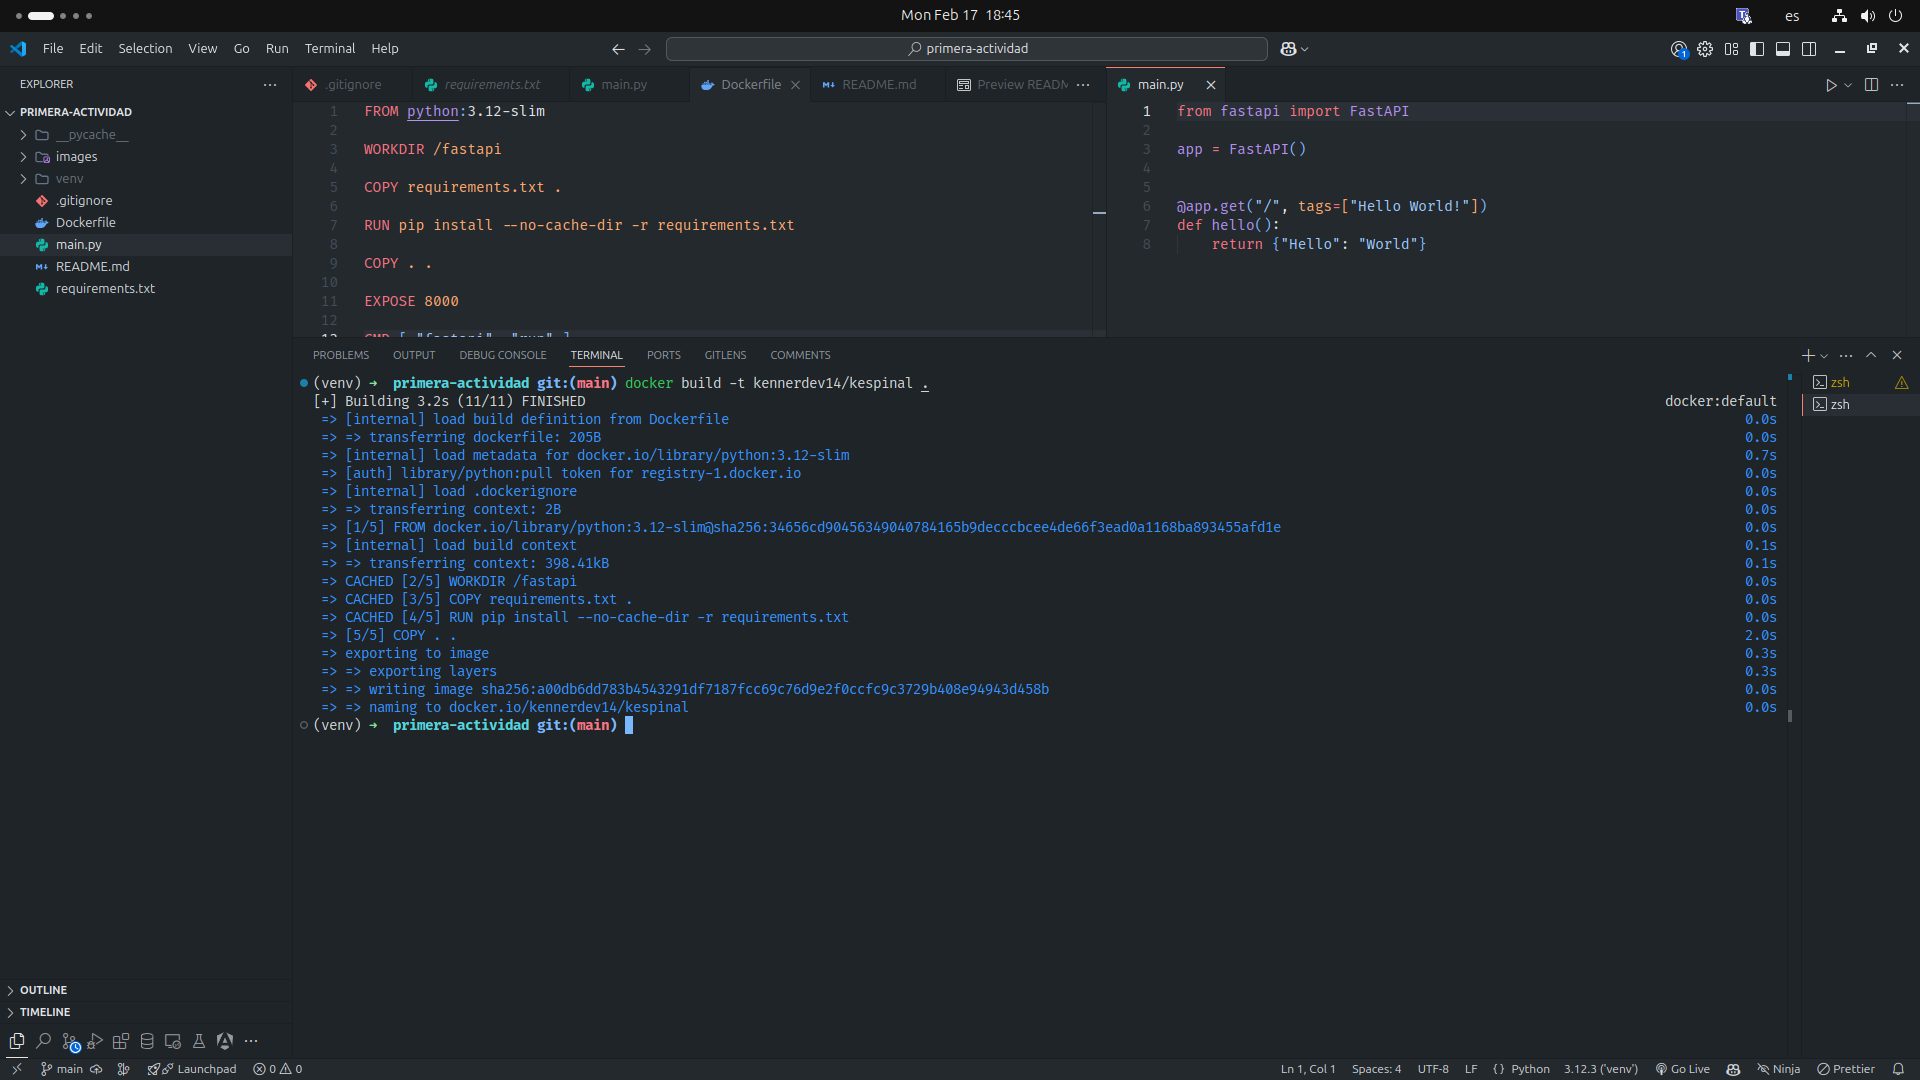 Mon Feb 17 18:45
es
File Edit Selection View Go Run Terminal Help
primera-actividad
1
EXPLORER
PRIMERA-ACTIVIDAD
__pycache__
images
venv
.gitignore
Dockerfile
main.py
README.md
requirements.txt
OUTLINE
TIMELINE
.gitignore requirements.txt main.py Dockerfile README.md Preview READM
1 FROM python:3.12-slim
2
3 WORKDIR /fastapi
4
5 COPY requirements.txt .
6
7 RUN pip install --no-cache-dir -r requirements.txt
8
9 COPY . .
10
11 EXPOSE 8000
12
13 CMD [ "fastapi", "run" ]
main.py
1 from fastapi import FastAPI
2
3 app = FastAPI()
4
5
6 @app.get("/", tags=["Hello World!"])
7 def hello():
8 return {"Hello": "World"}
PROBLEMS OUTPUT DEBUG CONSOLE TERMINAL PORTS GITLENS COMMENTS
(venv) ➜ primera-actividad git:(main) docker build -t kennerdev14/kespinal .
[+] Building 3.2s (11/11) FINISHED docker:default
=> [internal] load build definition from Dockerfile 0.0s
=> => transferring dockerfile: 205B 0.0s
=> [internal] load metadata for docker.io/library/python:3.12-slim 0.7s
=> [auth] library/python:pull token for registry-1.docker.io 0.0s
=> [internal] load .dockerignore 0.0s
=> => transferring context: 2B 0.0s
=> [1/5] FROM docker.io/library/python:3.12-slim@sha256:34656cd90456349040784165b9decccbcee4de66f3ead0a1168ba893455afd1e 0.0s
=> [internal] load build context 0.1s
=> => transferring context: 398.41kB 0.1s
=> CACHED [2/5] WORKDIR /fastapi 0.0s
=> CACHED [3/5] COPY requirements.txt . 0.0s
=> CACHED [4/5] RUN pip install --no-cache-dir -r requirements.txt 0.0s
=> [5/5] COPY . . 2.0s
=> exporting to image 0.3s
=> => exporting layers 0.3s
=> => writing image sha256:a00db6dd783b4543291df7187fcc69c76d9e2f0ccfc9c3729b408e94943d458b 0.0s
=> => naming to docker.io/kennerdev14/kespinal 0.0s
(venv) ➜ primera-actividad git:(main)
zsh
zsh
main Launchpad 0 0 Ln 1, Col 1 Spaces: 4 UTF-8 LF { } Python 3.12.3 ('venv') Go Live Ninja Prettier